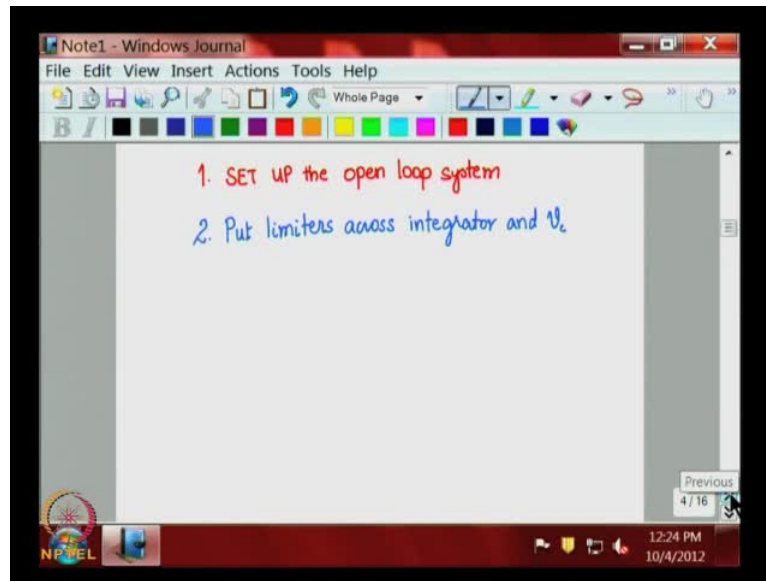 Note1 - Windows Journal
File Edit View Insert Actions Tools Help
Whole Page
B I
1. SET UP the open loop system
2. Put limiters across integrator and vc
Previous
4 / 16
NPTEL
12:24 PM
10/4/2012